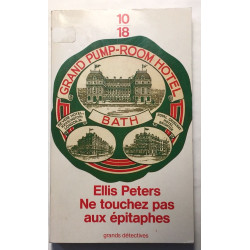 10
18
GRAND PUMP-ROOM HOTEL
BATH
Ellis Peters
Ne touchez pas
aux épitaphes
grands détectives